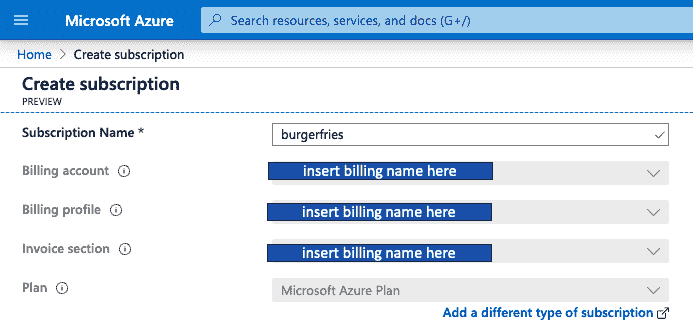 Microsoft Azure
Search resources, services, and docs (G+/)
Home > Create subscription
Create subscription
PREVIEW
Subscription Name * burgerfries
Billing account insert billing name here
Billing profile insert billing name here
Invoice section insert billing name here
Plan Microsoft Azure Plan
Add a different type of subscription